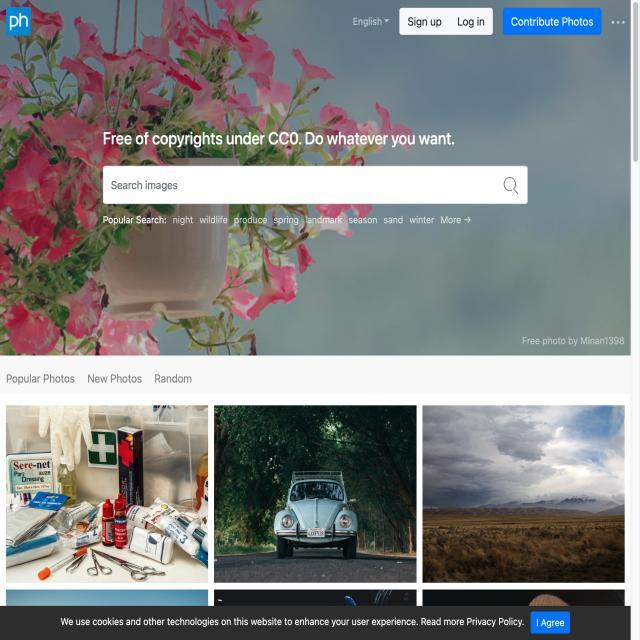 ph
English
Sign up
Log in
Contribute Photos
Free of copyrights under CC0. Do whatever you want.
Search images
Popular Search: night wildlife produce spring landmark season sand winter More →
Free photo by Minan1398
Popular Photos
New Photos
Random
Sere-net
Dressing
We use cookies and other technologies on this website to enhance your user experience. Read more Privacy Policy.
I Agree